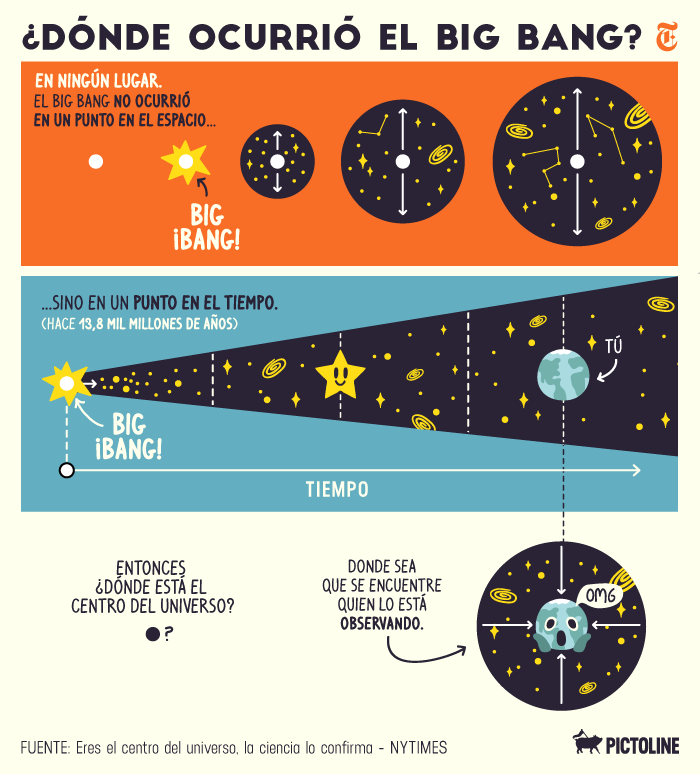 ¿DÓNDE OCURRIÓ EL BIG BANG? T
EN NINGÚN LUGAR.
EL BIG BANG NO OCURRIÓ
EN UN PUNTO EN EL ESPACIO...
BIG
¡BANG!
...SINO EN UN PUNTO EN EL TIEMPO.
(HACE 13,8 MIL MILLONES DE AÑOS)
TÚ
BIG
¡BANG!
TIEMPO
ENTONCES
¿DÓNDE ESTÁ EL
CENTRO DEL UNIVERSO?
?
DONDE SEA
QUE SE ENCUENTRE
QUIEN LO ESTÁ
OBSERVANDO.
OMG
FUENTE: Eres el centro del universo, la ciencia lo confirma - NYTIMES
PICTOLINE